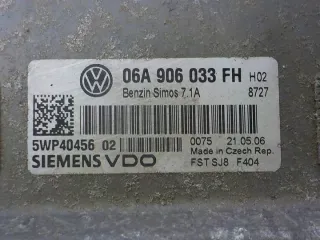 06A 906 033 FH H02
Benzin Simos 7.1A 8727
5WP40456 02 0075 21.05.06
Made in Czech Rep.
SIEMENS VDO FST SJ8 F404